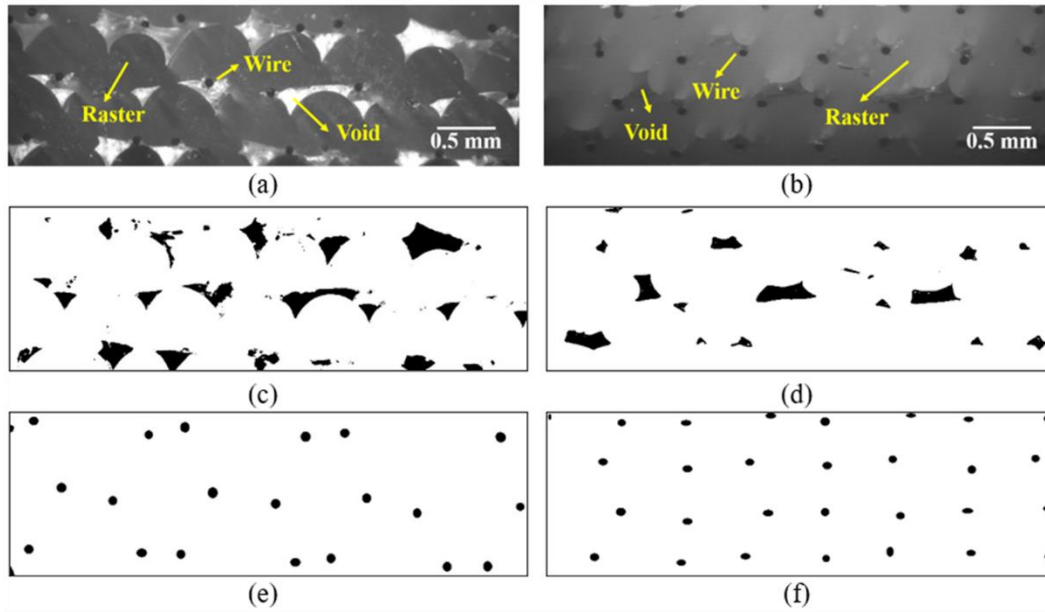 Wire
Raster
Void
0.5 mm
Wire
Void
Raster
0.5 mm
(a)
(b)
(c)
(d)
(e)
(f)